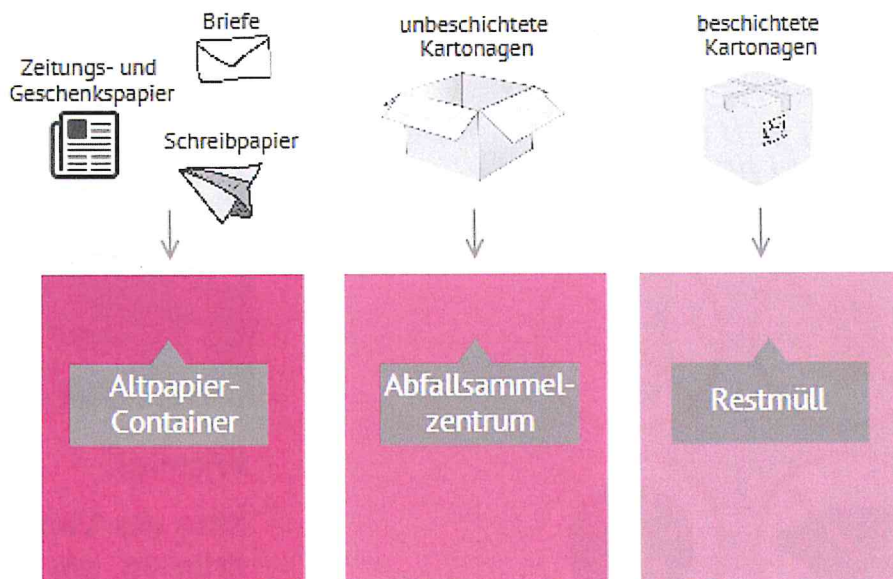 Briefe
Zeitungs- und
Geschenkspapier
Schreibpapier
unbeschichtete
Kartonagen
beschichtete
Kartonagen
Altpapier-
Container
Abfallsammel-
zentrum
Restmüll